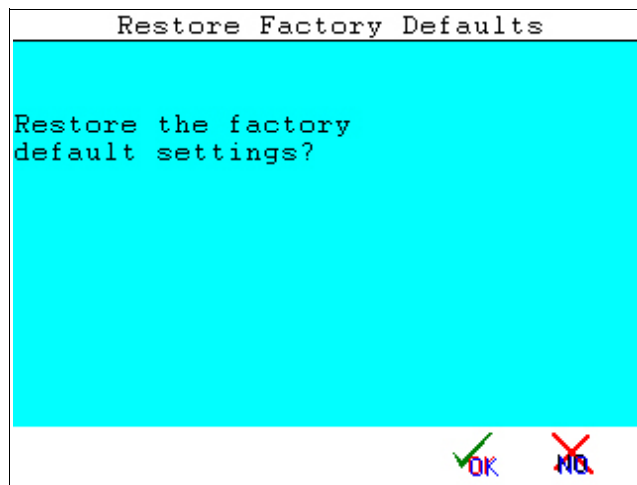 Restore Factory Defaults
Restore the factory
default settings?
OK NO